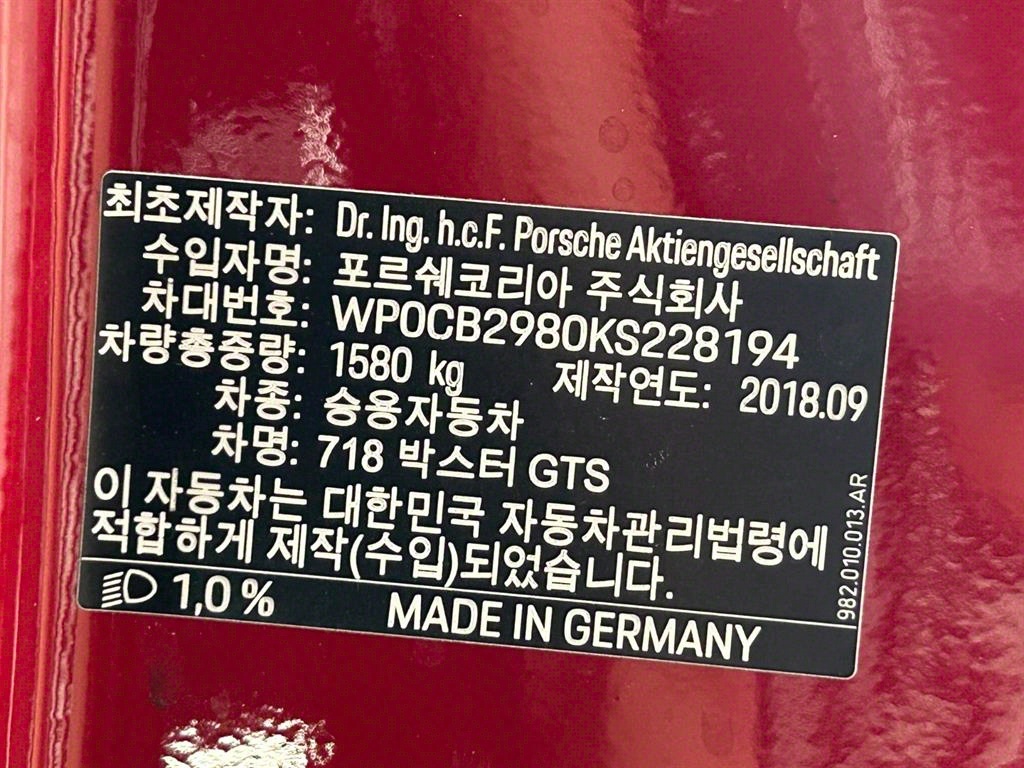 최초제작자: Dr. Ing. h.c.F. Porsche Aktiengesellschaft
수입자명: 포르쉐코리아 주식회사
차대번호: WP0CB2980KS228194
차량총중량: 1580 kg 제작연도: 2018.09
차종: 승용자동차
차명: 718 박스터 GTS
이 자동차는 대한민국 자동차관리법령에
적합하게 제작(수입)되었습니다.
982.010.013.AR
1,0 % MADE IN GERMANY